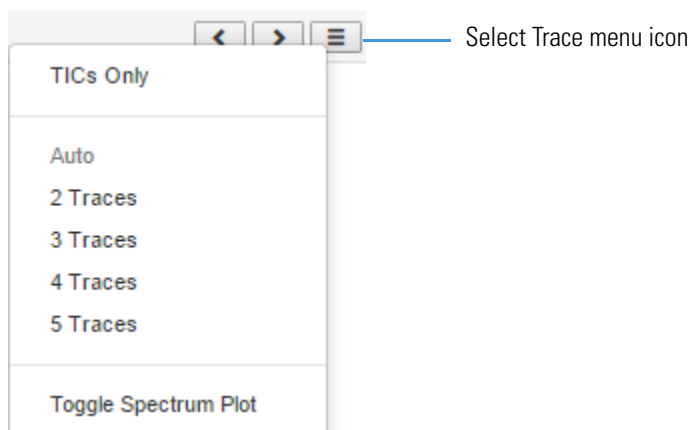 Select Trace menu icon
TICs Only
Auto
2 Traces
3 Traces
4 Traces
5 Traces
Toggle Spectrum Plot